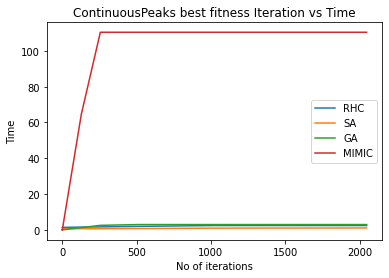 ContinuousPeaks best fitness Iteration vs Time
100
80
60
40
20
0
Time
RHC
SA
GA
MIMIC
0
500
1000
1500
2000
No of iterations